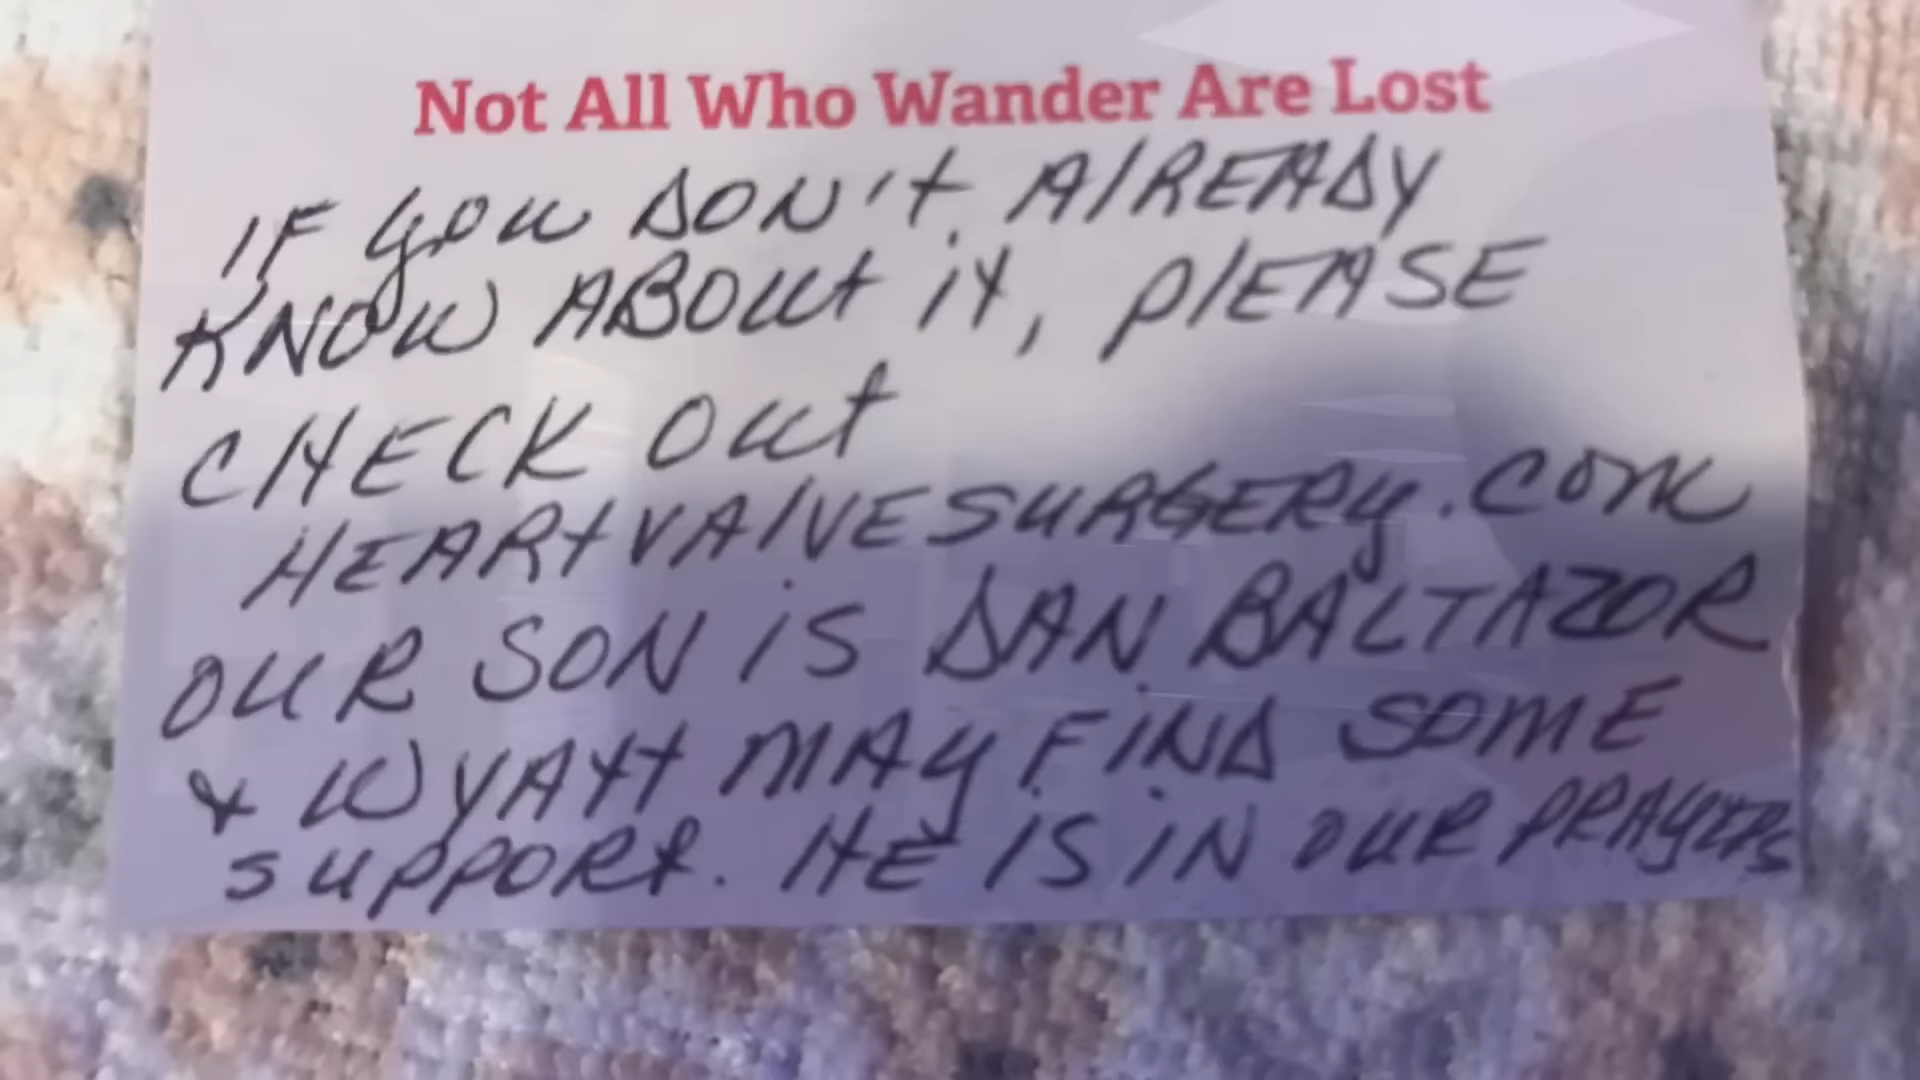 Not All Who Wander Are Lost
IF YOU DON't AlREADY
KNOW ABOUt it, PlEASE
CHECK OUt
HEARtVAlVESURGERY.COM
OUR SON iS DAN BALTAZOR
& WYAtt MAY FiND SOME
SUPPORt. HE IS iN OUR PRAYERS